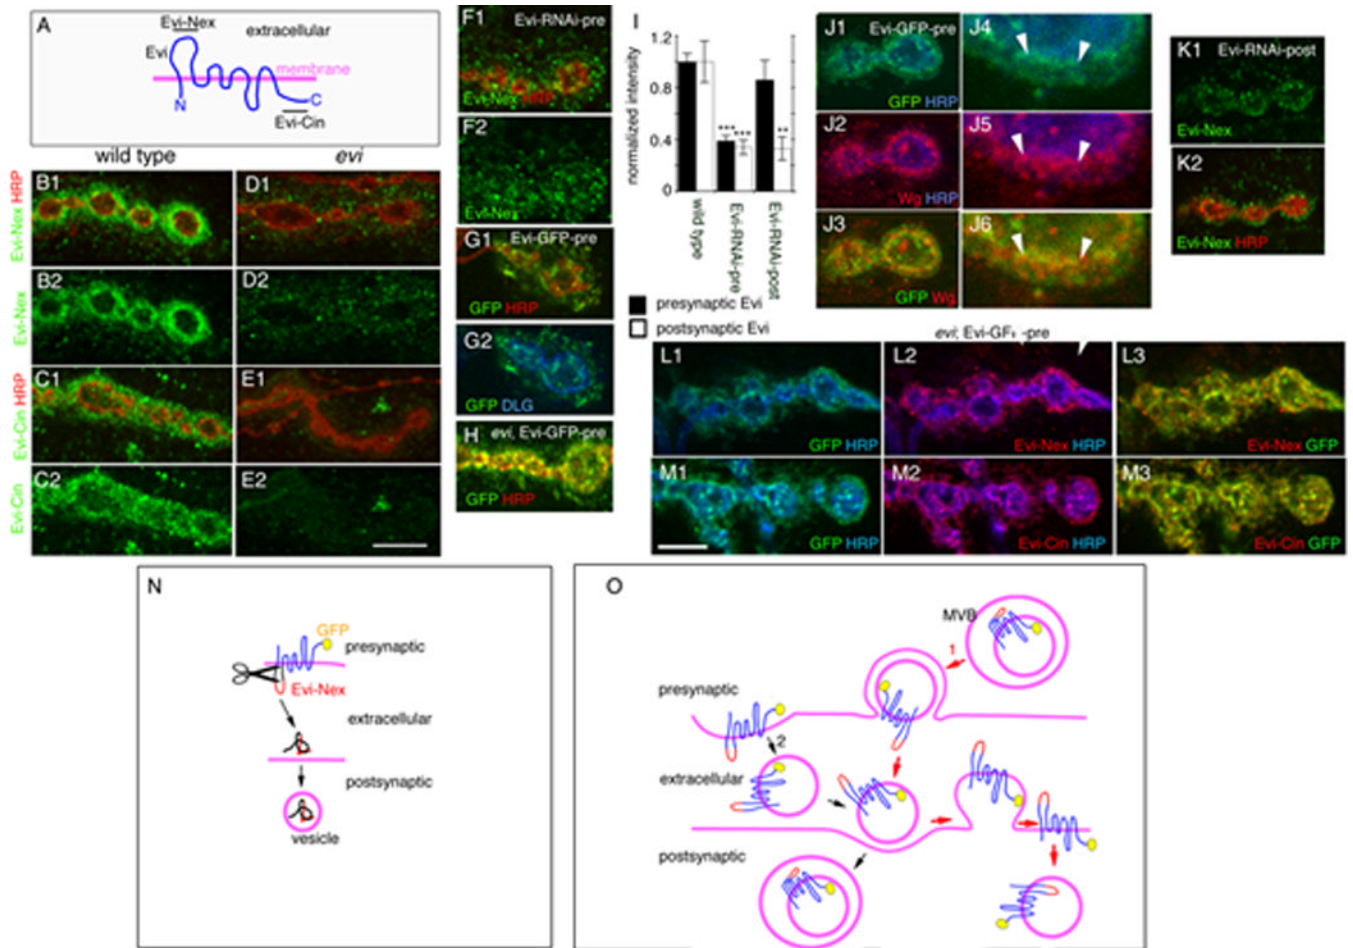 A
Evi-Nex
extracellular
Evi
membrane
N
C
Evi-Cin
wild type
evi
B1
D1
Evi-Nex HRP
B2
D2
Evi-Nex
C1
E1
Evi-Cin HRP
C2
E2
Evi-Cin
F1
Evi-RNAi-pre
Evi-Nex HRP
F2
Evi-Nex
G1
Evi-GFP-pre
GFP HRP
G2
GFP DLG
H
evi, Evi-GFP-pre
GFP HRP
I
normalized intensity
1.2
0.8
0.4
0
***
***
**
wild type
Evi-RNAi-pre
Evi-RNAi-post
presynaptic Evi
postsynaptic Evi
J1
Evi-GFP-pre
GFP HRP
J4
J2
Wg HRP
J5
J3
GFP Wg
J6
K1
Evi-RNAi-post
Evi-Nex
K2
Evi-Nex HRP
evi, Evi-GF -pre
L1
GFP HRP
L2
Evi-Nex HRP
L3
Evi-Nex GFP
M1
GFP HRP
M2
Evi-Cin HRP
M3
Evi-Cin GFP
N
GFP
presynaptic
Evi-Nex
extracellular
postsynaptic
vesicle
O
MVB
1
presynaptic
2
extracellular
postsynaptic